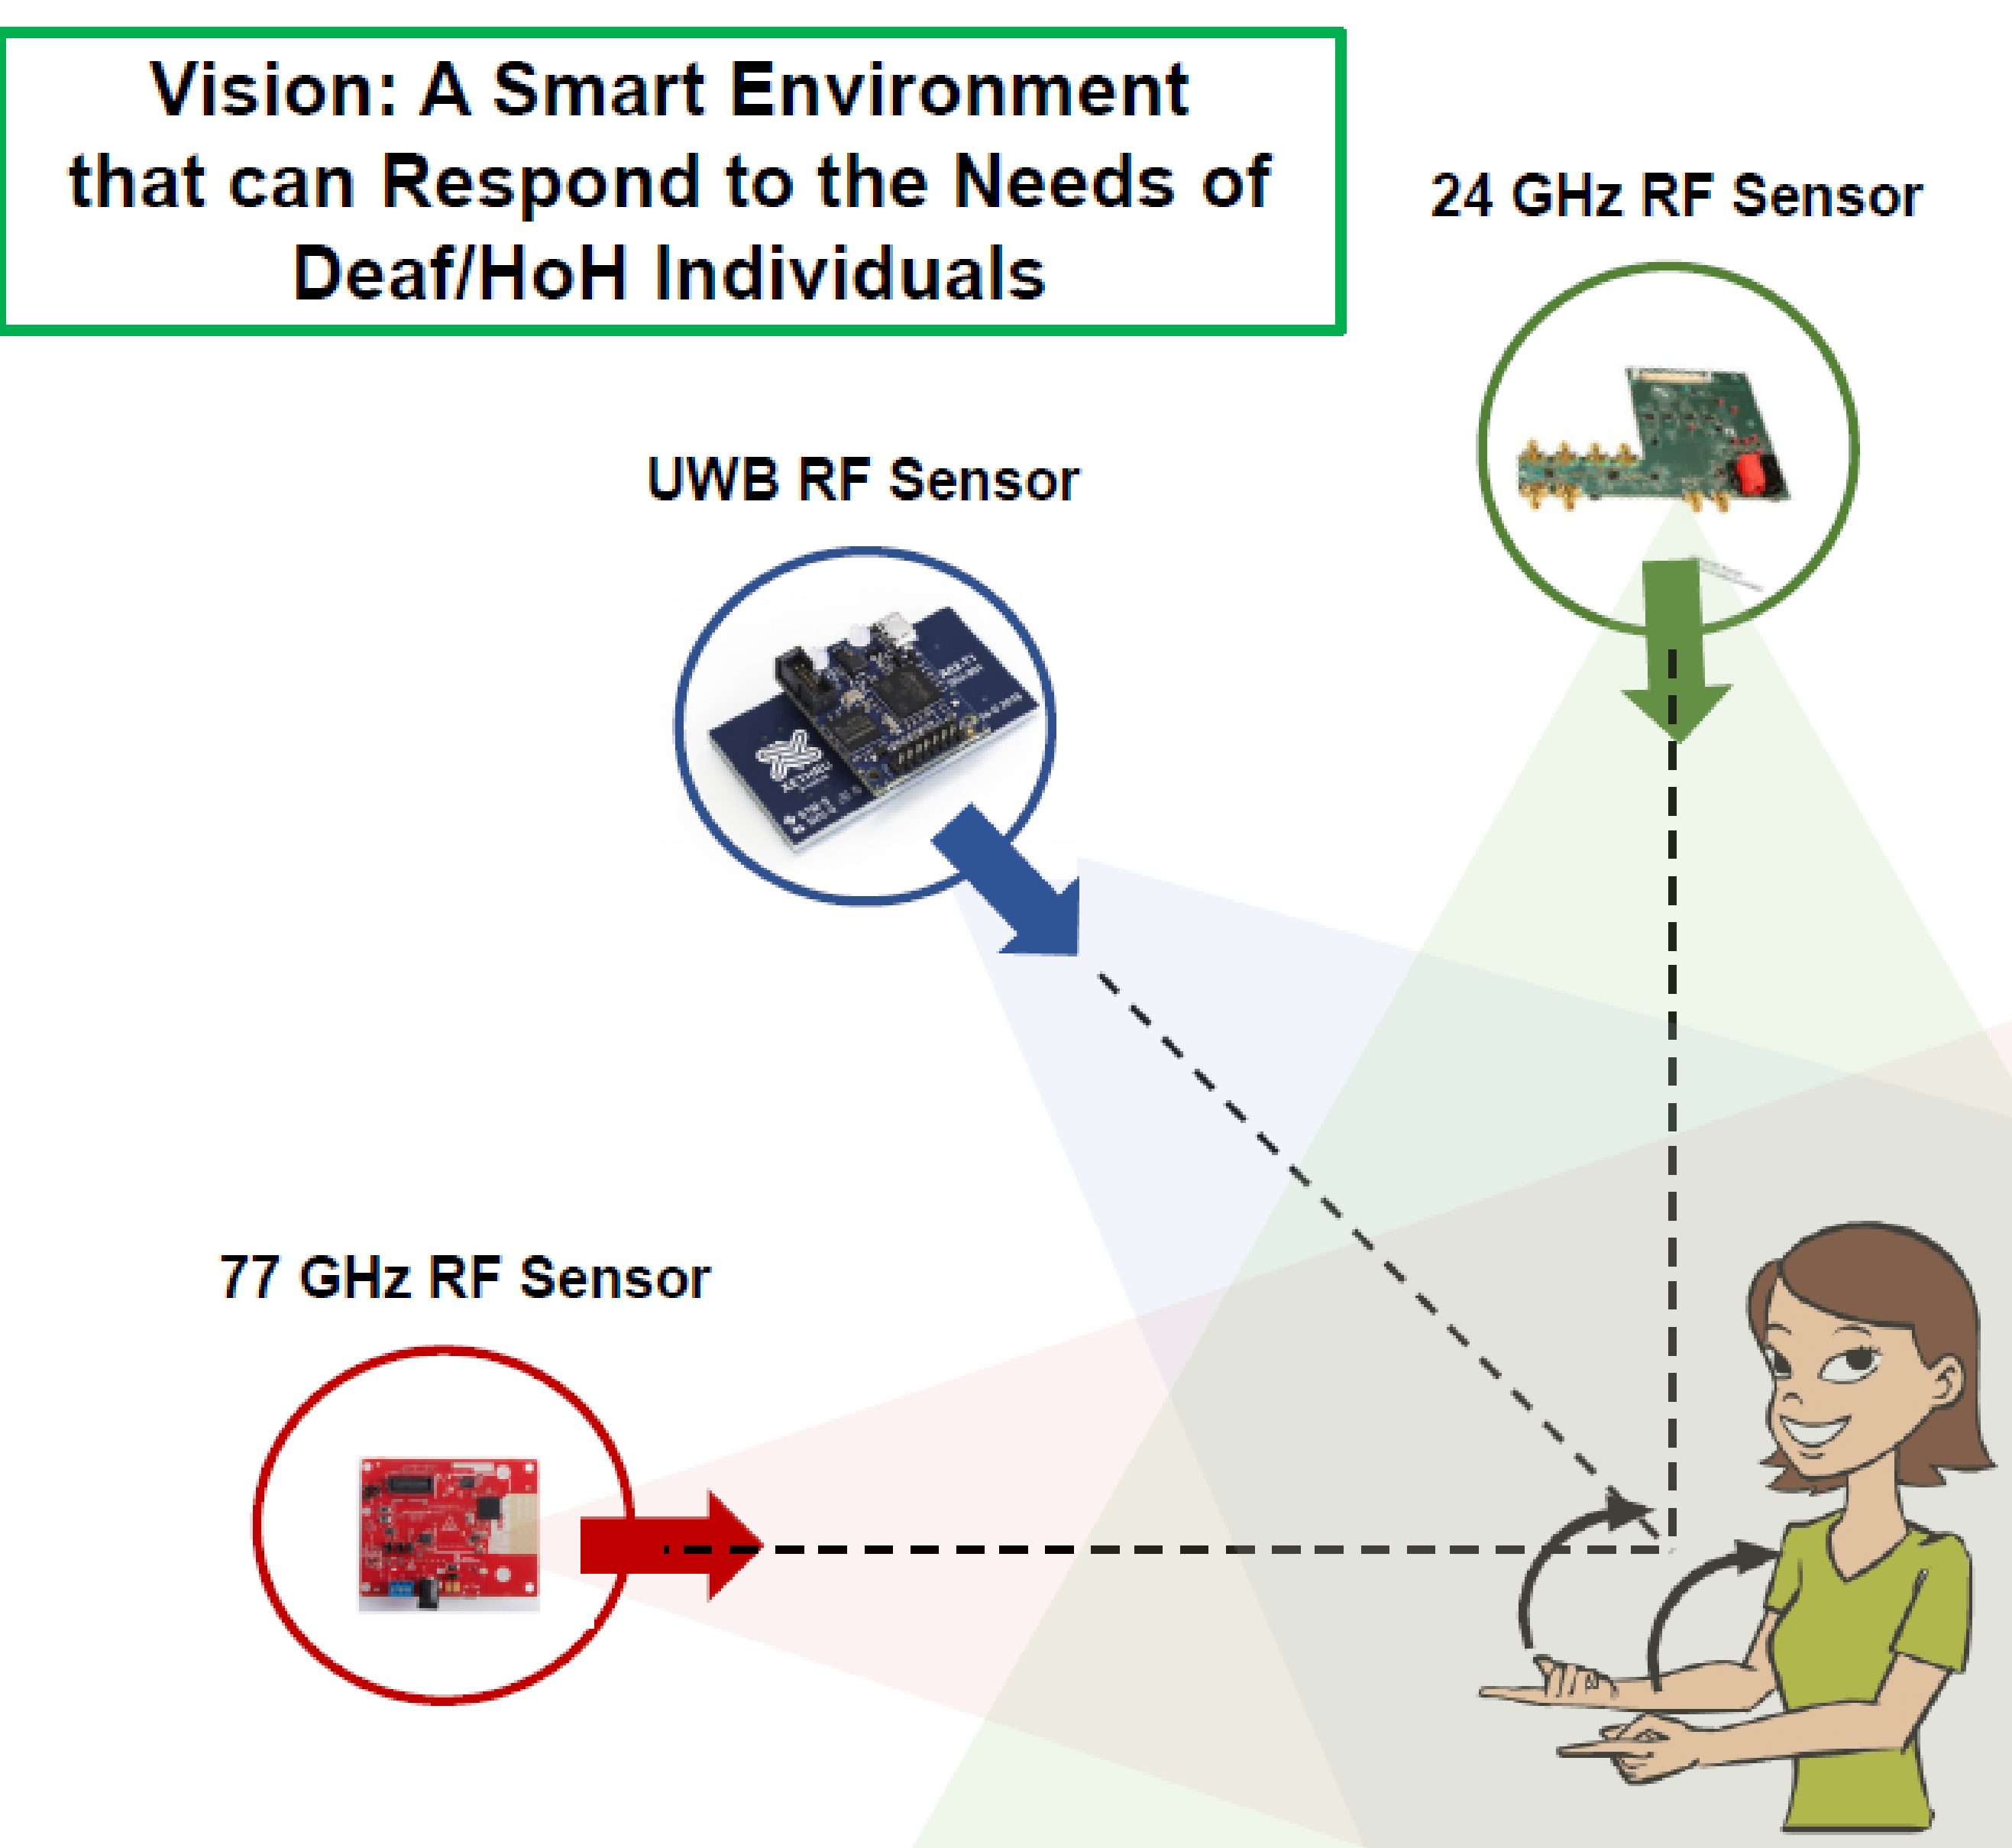 Vision: A Smart Environment
that can Respond to the Needs of
Deaf/HoH Individuals
24 GHz RF Sensor
UWB RF Sensor
XETHRU
77 GHz RF Sensor